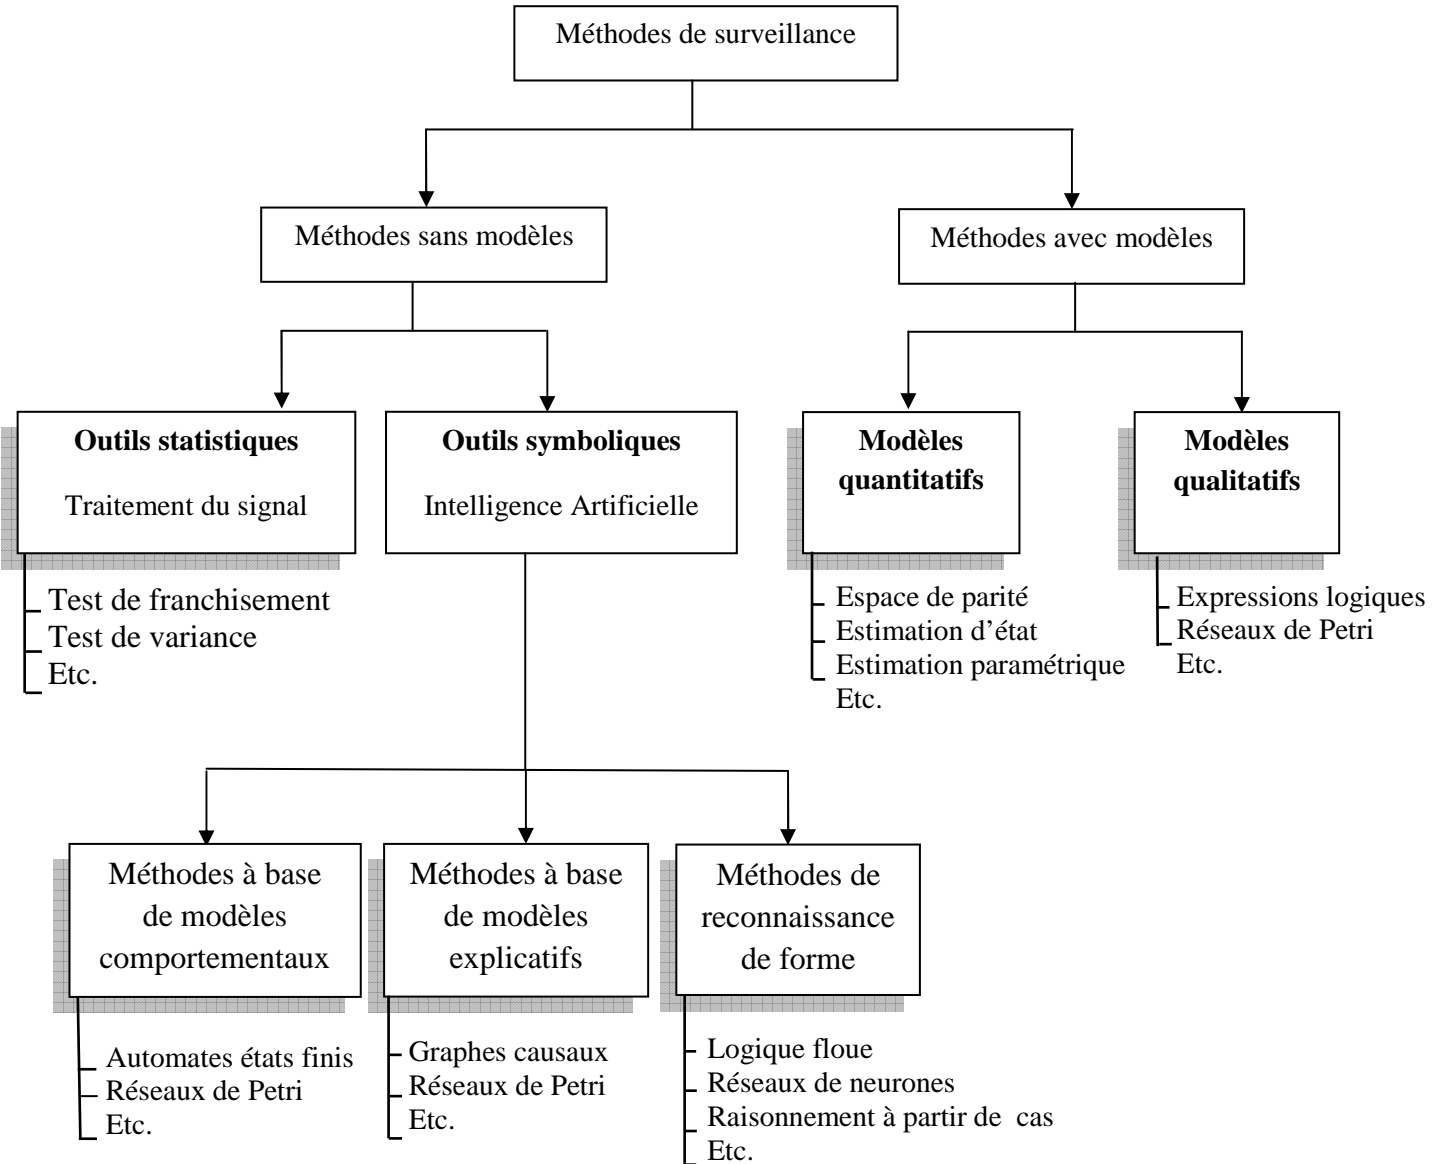 Méthodes de surveillance
Méthodes sans modèles
Méthodes avec modèles
Outils statistiques
Traitement du signal
Outils symboliques
Intelligence Artificielle
Modèles
quantitatifs
Modèles
qualitatifs
Test de franchisement
Test de variance
Etc.
Espace de parité
Estimation d’état
Estimation paramétrique
Etc.
Expressions logiques
Réseaux de Petri
Etc.
Méthodes à base
de modèles
comportementaux
Méthodes à base
de modèles
explicatifs
Méthodes de
reconnaissance
de forme
Automates états finis
Réseaux de Petri
Etc.
Graphes causaux
Réseaux de Petri
Etc.
Logique floue
Réseaux de neurones
Raisonnement à partir de cas
Etc.